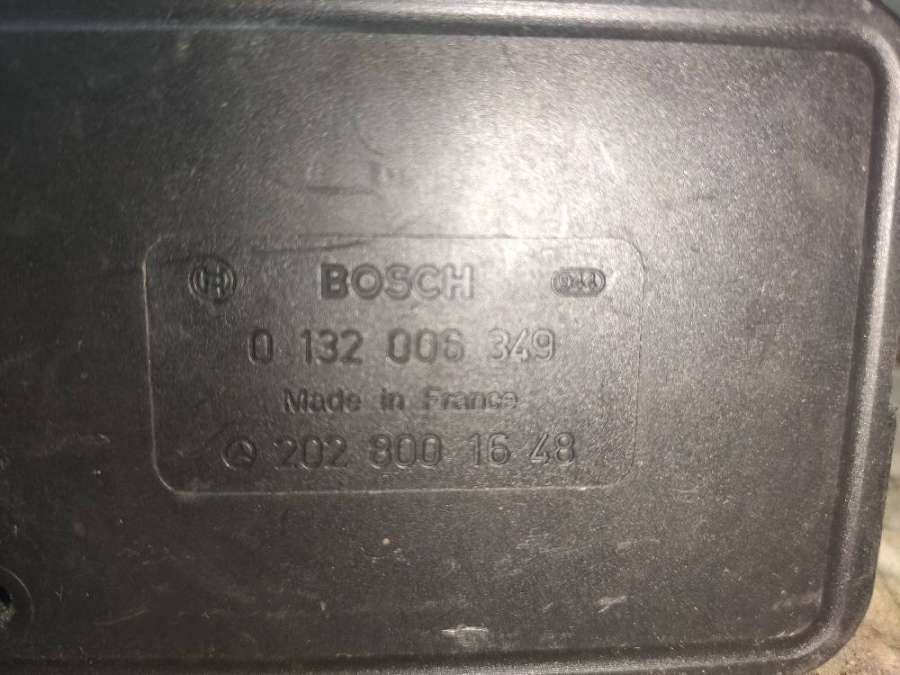 BOSCH
0 132 006 349
Made in France
202 800 16 48